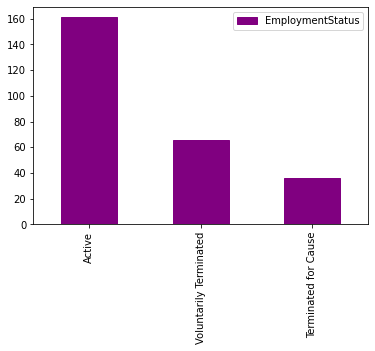 EmploymentStatus
160
140
120
100
80
60
40
20
0
Active
Voluntarily Terminated
Terminated for Cause